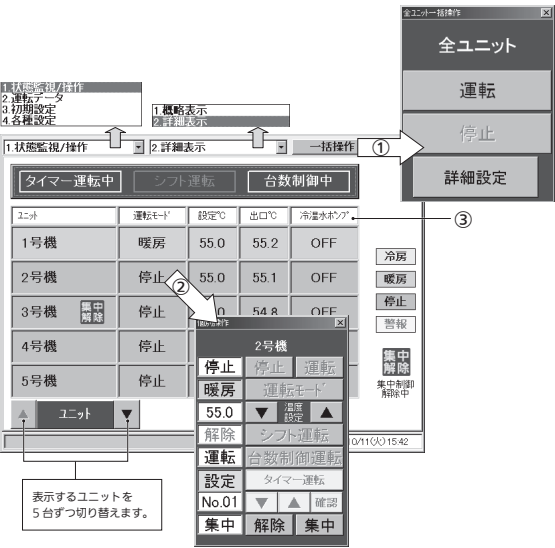 全ユニット一括操作
全ユニット
運転
停止
詳細設定
1.状態監視/操作
2.運転データ
3.初期設定
4.各種設定
1.概略表示
2.詳細表示
1.状態監視/操作
2.詳細表示
一括操作
①
タイマー運転中
シフト運転
台数制御中
ユニット
運転モード
設定℃
出口℃
冷温水ポンプ
③
1号機
暖房
55.0
55.2
OFF
2号機
停止
55.0
55.1
OFF
3号機
集中
解除
停止
54.8
OFF
4号機
停止
5号機
停止
冷房
暖房
停止
警報
集中
解除
集中制御
解除中
②
2号機
停止
停止
運転
暖房
運転モード
55.0
▼
温度
設定
▲
解除
シフト運転
運転
台数制御運転
設定
タイマー運転
No.01
▼
▲
確認
集中
解除
集中
▲
ユニット
▼
0/11(火)15:42
表示するユニットを
5台ずつ切り替えます。